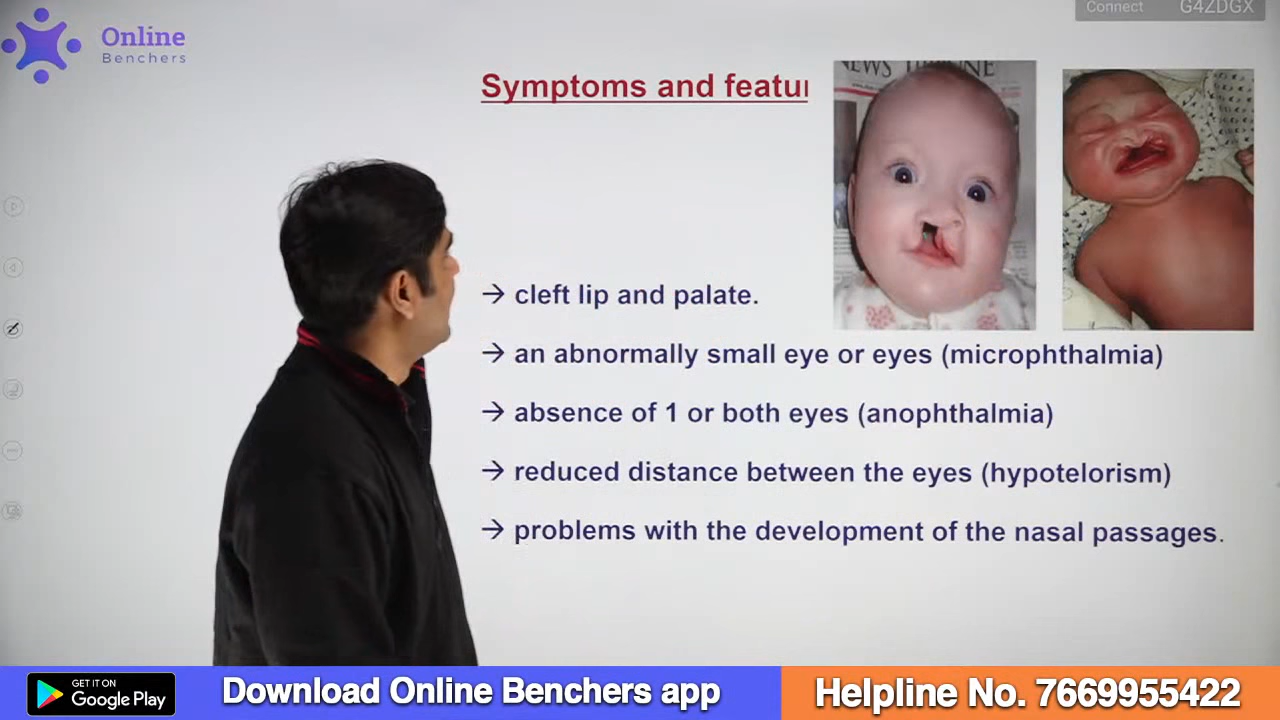 Connect G4ZDGX
Online
Benchers
Symptoms and featu
→ cleft lip and palate.
→ an abnormally small eye or eyes (microphthalmia)
→ absence of 1 or both eyes (anophthalmia)
→ reduced distance between the eyes (hypotelorism)
→ problems with the development of the nasal passages.
GET IT ON
Google Play
Download Online Benchers app
Helpline No. 7669955422